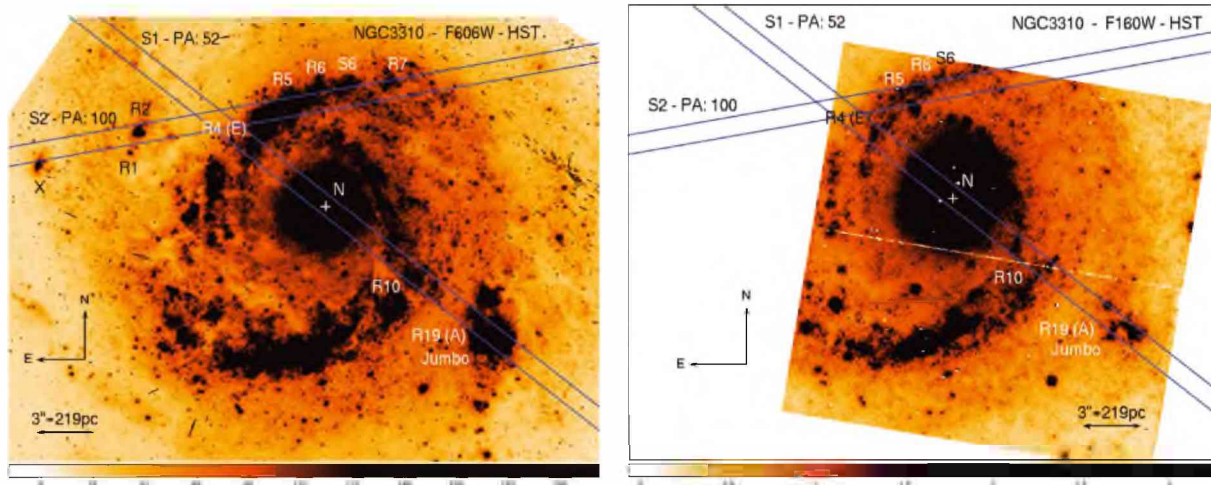 S1 - PA: 52
NGC3310 - F606W - HST
R5
R6
S6
R7
R2
S2 - PA: 100
R4 (E)
R1
X
N
R10
R19 (A)
Jumbo
N
E
3"=219pc
NGC3310 - F160W - HST
S1 - PA: 52
S6
R6
R5
S2 - PA: 100
R4 (E)
N
R10
N
R19 (A)
Jumbo
E
3"=219pc